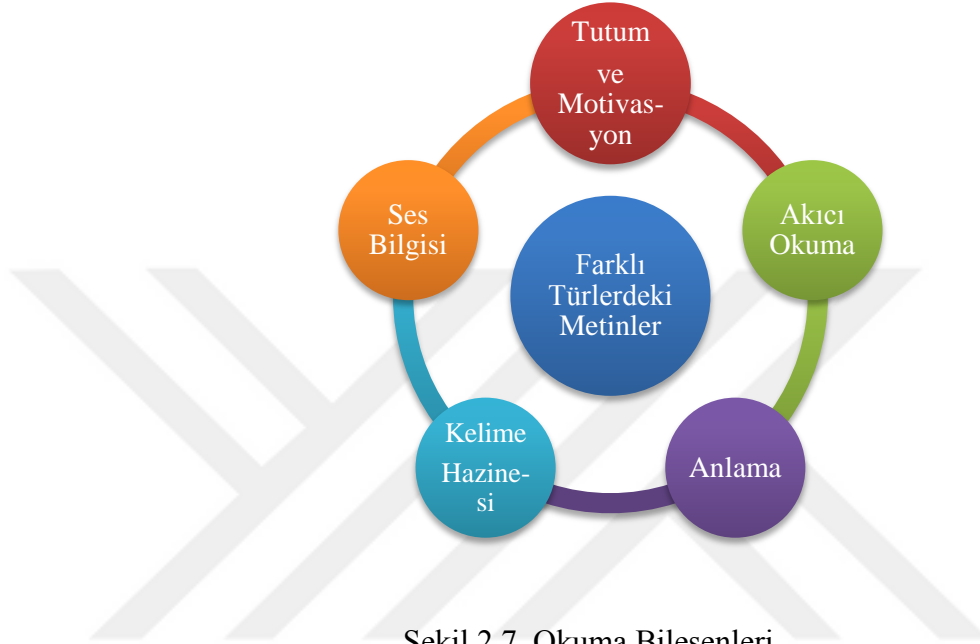 Tutum
ve
Motivas-
yon
Ses
Bilgisi
Akıcı
Okuma
Farklı
Türlerdeki
Metinler
Kelime
Hazine-
si
Anlama
Şekil 2.7. Okuma Bileşenleri